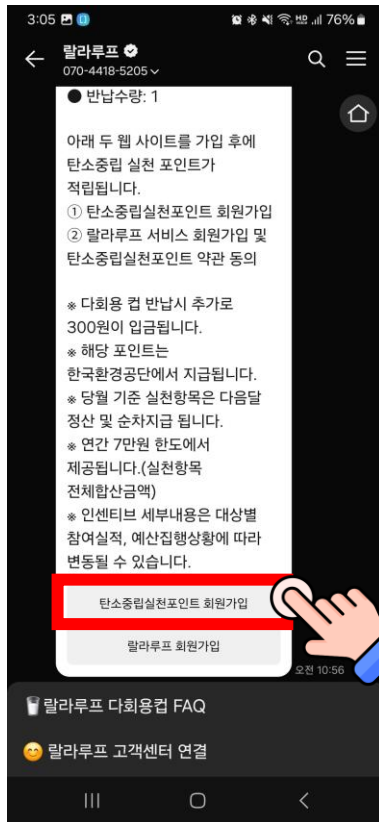 3:05 76%
랄라루프
070-4418-5205
● 반납수량: 1
아래 두 웹 사이트를 가입 후에
탄소중립 실천 포인트가
적립됩니다.
① 탄소중립실천포인트 회원가입
② 랄라루프 서비스 회원가입 및
탄소중립실천포인트 약관 동의
※ 다회용 컵 반납시 추가로
300원이 입금됩니다.
※ 해당 포인트는
한국환경공단에서 지급됩니다.
※ 당월 기준 실천항목은 다음달
정산 및 순차지급 됩니다.
※ 연간 7만원 한도에서
제공됩니다.(실천항목
전체합산금액)
※ 인센티브 세부내용은 대상별
참여실적, 예산집행상황에 따라
변동될 수 있습니다.
탄소중립실천포인트 회원가입
랄라루프 회원가입
오전 10:56
랄라루프 다회용컵 FAQ
랄라루프 고객센터 연결